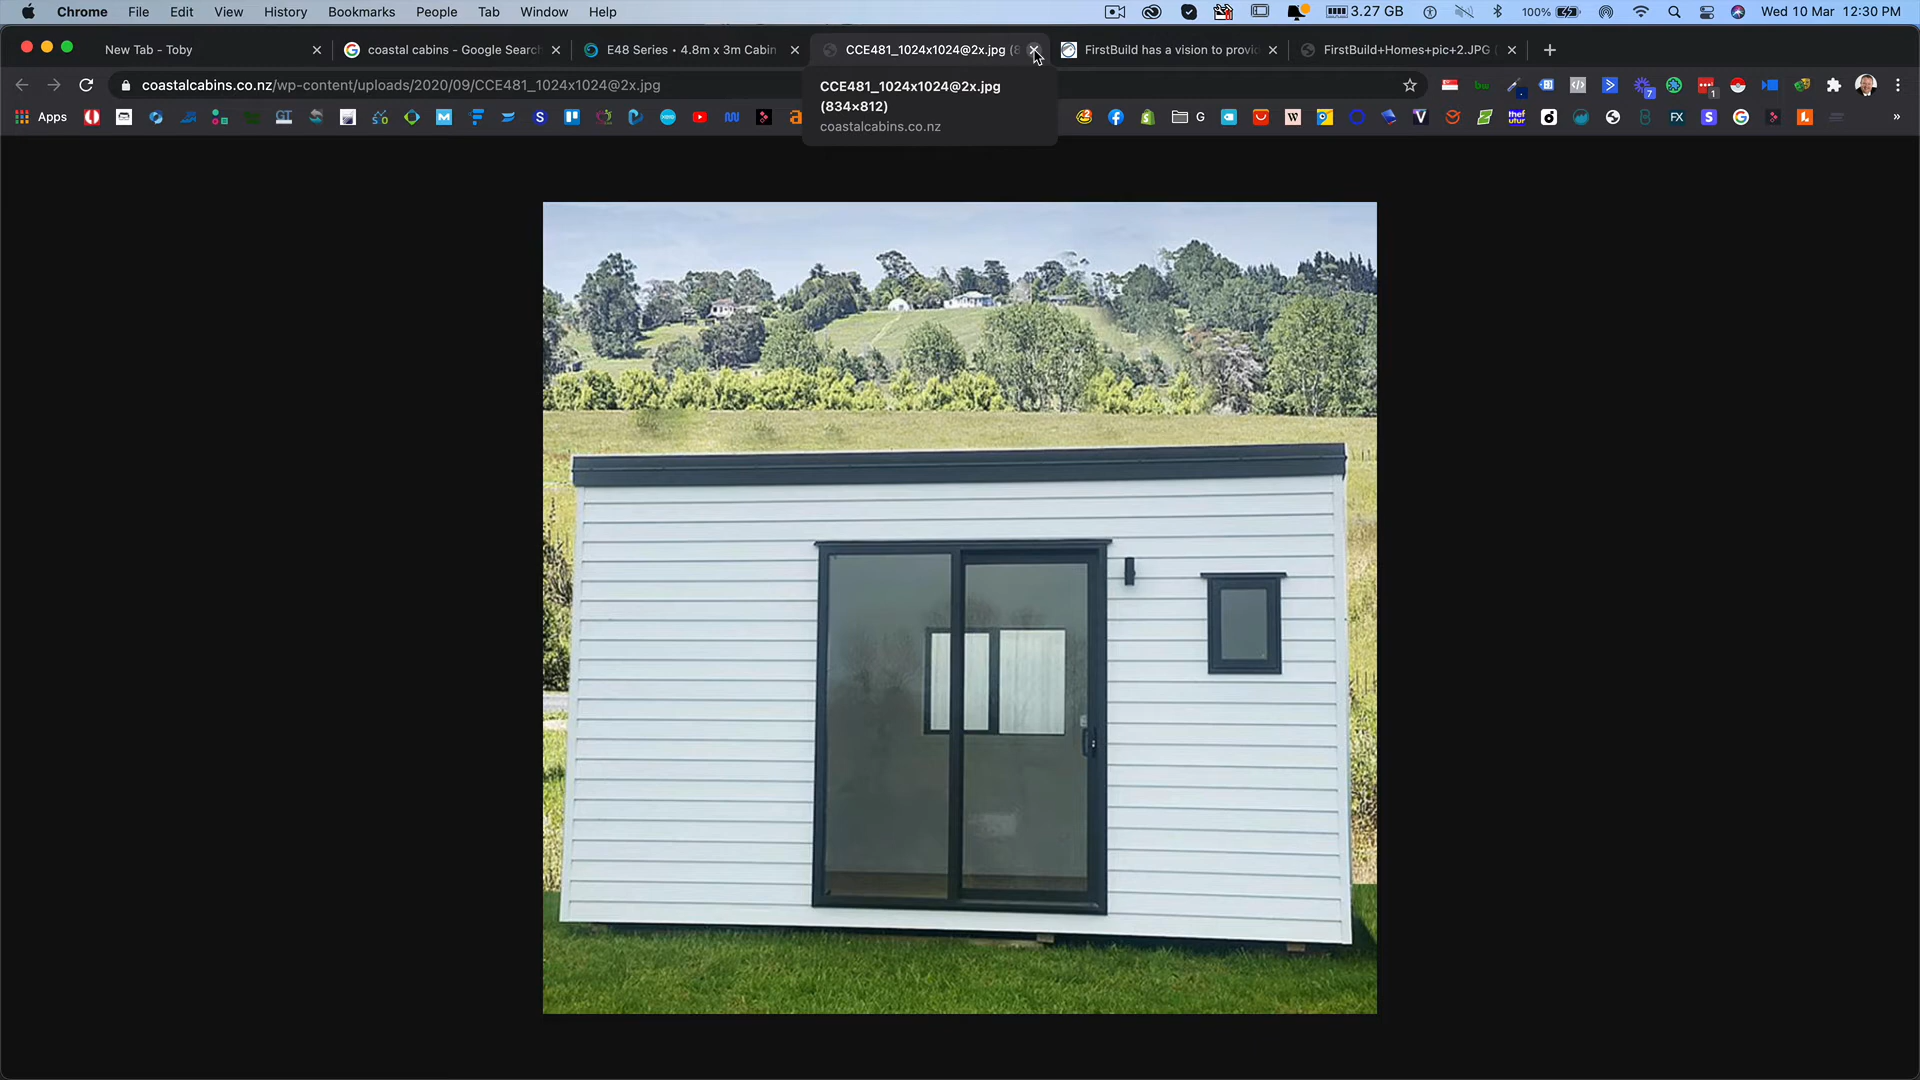 Chrome File Edit View History Bookmarks People Tab Window Help 3.27 GB 100% Wed 10 Mar 12:30 PM
New Tab - Toby coastal cabins - Google Search E48 Series • 4.8m x 3m Cabin CCE481_1024x1024@2x.jpg (8 FirstBuild has a vision to provi FirstBuild+Homes+pic+2.JPG (
coastalcabins.co.nz/wp-content/uploads/2020/09/CCE481_1024x1024@2x.jpg
CCE481_1024x1024@2x.jpg
(834×812)
coastalcabins.co.nz
Apps G